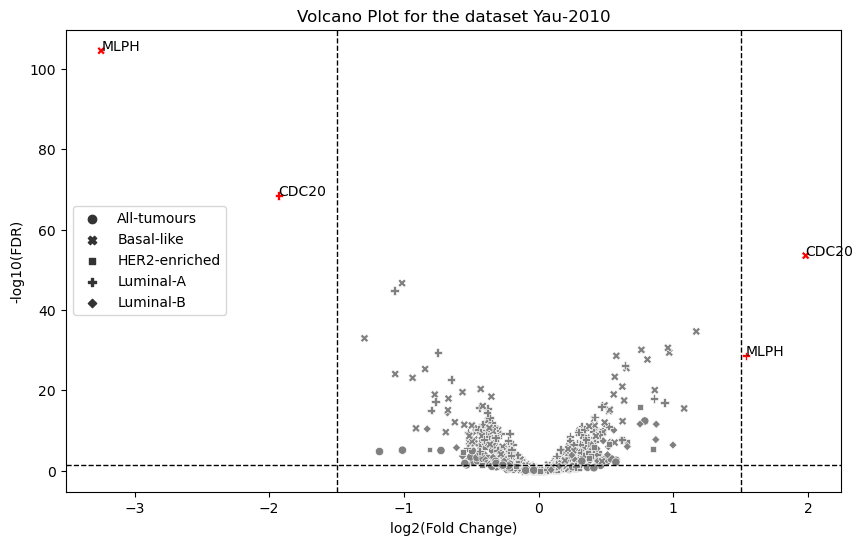 Volcano Plot for the dataset Yau-2010
MLPH
CDC20
CDC20
MLPH
All-tumours
Basal-like
HER2-enriched
Luminal-A
Luminal-B
-log10(FDR)
100
80
60
40
20
0
−3
−2
−1
0
1
2
log2(Fold Change)